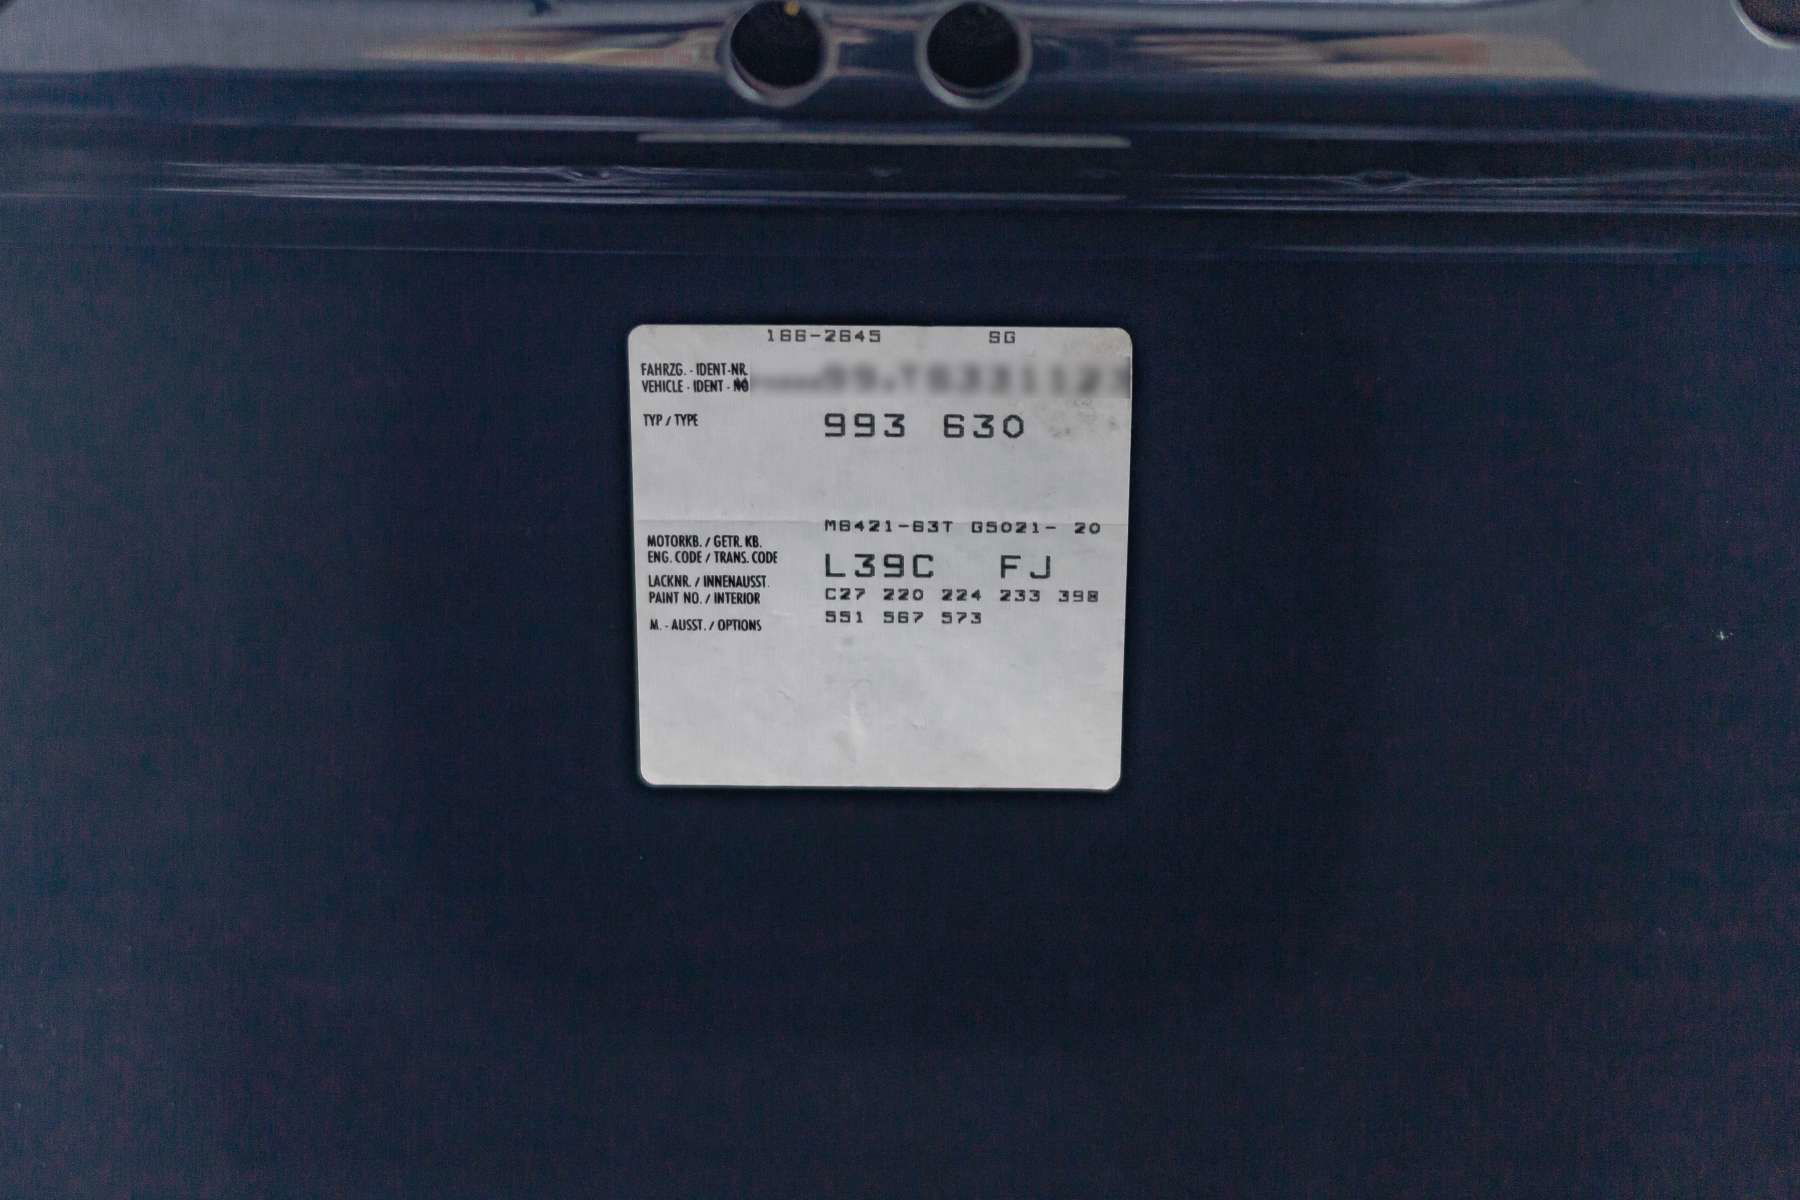 166-2645 SG
FAHRZG. - IDENT-NR.
VEHICLE - IDENT - NO
TYP / TYPE 993 630
M6421-63T G5021- 20
MOTORKB. / GETR. KB.
ENG. CODE / TRANS. CODE
L39C FJ
LACKNR. / INNENAUSST.
PAINT NO. / INTERIOR
C27 220 224 233 398
M. - AUSST. / OPTIONS
551 567 573